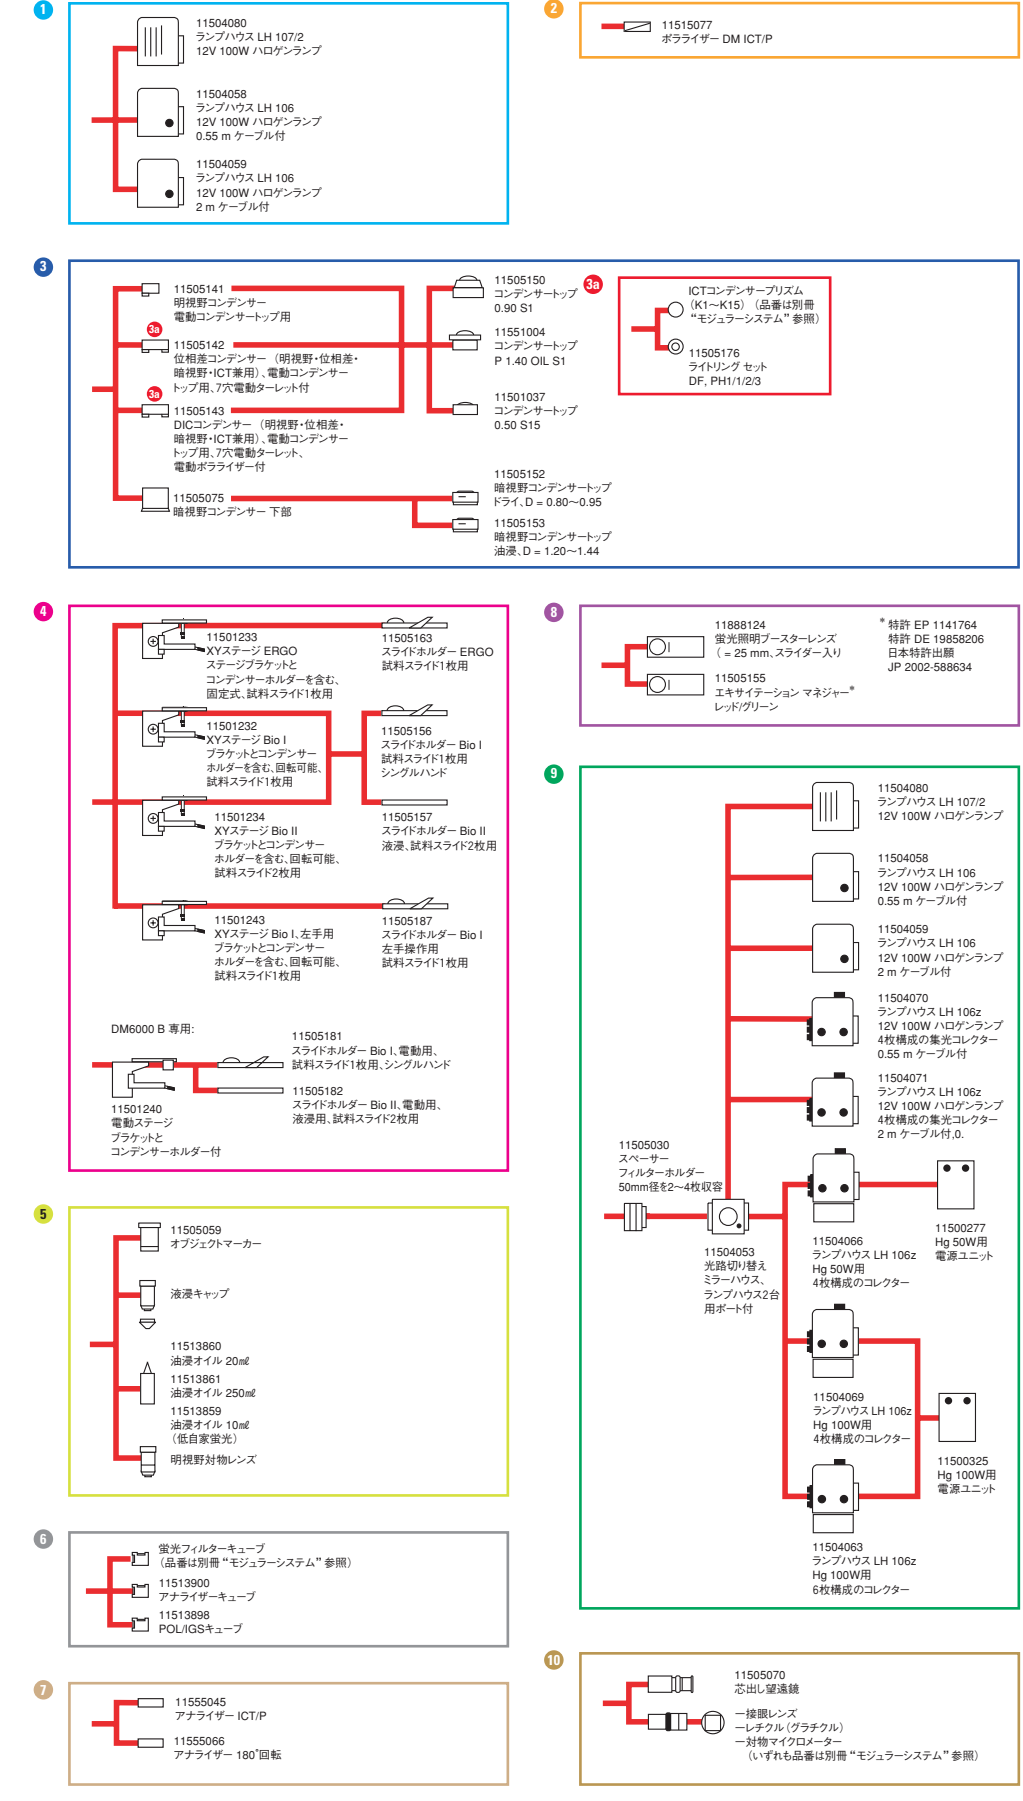 1
11504080
ランプハウス LH 107/2
12V 100W ハロゲンランプ
11504058
ランプハウス LH 106
12V 100W ハロゲンランプ
0.55 m ケーブル付
11504059
ランプハウス LH 106
12V 100W ハロゲンランプ
2 m ケーブル付
2
11515077
ポラライザー DM ICT/P
3
11505141
明視野コンデンサー
電動コンデンサートップ用
3a
11505142
位相差コンデンサー （明視野・位相差・
暗視野・ICT兼用）、電動コンデンサー
トップ用、7穴電動ターレット付
3a
11505143
DICコンデンサー （明視野・位相差・
暗視野・ICT兼用）、電動コンデンサー
トップ用、7穴電動ターレット、
電動ポラライザー付
11505075
暗視野コンデンサー 下部
11505150
コンデンサートップ
0.90 S1
11551004
コンデンサートップ
P 1.40 OIL S1
11501037
コンデンサートップ
0.50 S15
11505152
暗視野コンデンサートップ
ドライ、D = 0.80〜0.95
11505153
暗視野コンデンサートップ
油浸、D = 1.20〜1.44
3a
ICTコンデンサープリズム
（K1〜K15） （品番は別冊
“モジュラーシステム” 参照）
11505176
ライトリング セット
DF, PH1/1/2/3
4
11501233
XYステージ ERGO
ステージブラケットと
コンデンサーホルダーを含む、
固定式、試料スライド1枚用
11505163
スライドホルダー ERGO
試料スライド1枚用
11501232
XYステージ Bio I
ブラケットとコンデンサー
ホルダーを含む、回転可能、
試料スライド1枚用
11505156
スライドホルダー Bio I
試料スライド1枚用
シングルハンド
11501234
XYステージ Bio II
ブラケットとコンデンサー
ホルダーを含む、回転可能、
試料スライド2枚用
11505157
スライドホルダー Bio II
液浸、試料スライド2枚用
11501243
XYステージ Bio I、左手用
ブラケットとコンデンサー
ホルダーを含む、回転可能、
試料スライド1枚用
11505187
スライドホルダー Bio I
左手操作用
試料スライド1枚用
DM6000 B 専用:
11501240
電動ステージ
ブラケットと
コンデンサーホルダー付
11505181
スライドホルダー Bio I、電動用、
試料スライド1枚用、シングルハンド
11505182
スライドホルダー Bio II、電動用、
液浸用、試料スライド2枚用
5
11505059
オブジェクトマーカー
液浸キャップ
11513860
油浸オイル 20㎖
11513861
油浸オイル 250㎖
11513859
油浸オイル 10㎖
（低自家蛍光）
明視野対物レンズ
6
蛍光フィルターキューブ
（品番は別冊 “モジュラーシステム” 参照）
11513900
アナライザーキューブ
11513898
POL/IGSキューブ
7
11555045
アナライザー ICT/P
11555066
アナライザー 180°回転
8
11888124
蛍光照明ブースターレンズ
（ = 25 mm、スライダー入り
11505155
エキサイテーション マネジャー*
レッド/グリーン
* 特許 EP 1141764
特許 DE 19858206
日本特許出願
JP 2002-588634
9
11504080
ランプハウス LH 107/2
12V 100W ハロゲンランプ
11504058
ランプハウス LH 106
12V 100W ハロゲンランプ
0.55 m ケーブル付
11504059
ランプハウス LH 106
12V 100W ハロゲンランプ
2 m ケーブル付
11504070
ランプハウス LH 106z
12V 100W ハロゲンランプ
4枚構成の集光コレクター
0.55 m ケーブル付
11504071
ランプハウス LH 106z
12V 100W ハロゲンランプ
4枚構成の集光コレクター
2 m ケーブル付,0.
11505030
スペーサー
フィルターホルダー
50mm径を2〜4枚収容
11504053
光路切り替え
ミラーハウス、
ランプハウス2台
用ポート付
11504066
ランプハウス LH 106z
Hg 50W用
4枚構成のコレクター
11500277
Hg 50W用
電源ユニット
11504069
ランプハウス LH 106z
Hg 100W用
4枚構成のコレクター
11500325
Hg 100W用
電源ユニット
11504063
ランプハウス LH 106z
Hg 100W用
6枚構成のコレクター
10
11505070
芯出し望遠鏡
ー接眼レンズ
ーレチクル（グラチクル）
ー対物マイクロメーター
（いずれも品番は別冊 “モジュラーシステム” 参照）